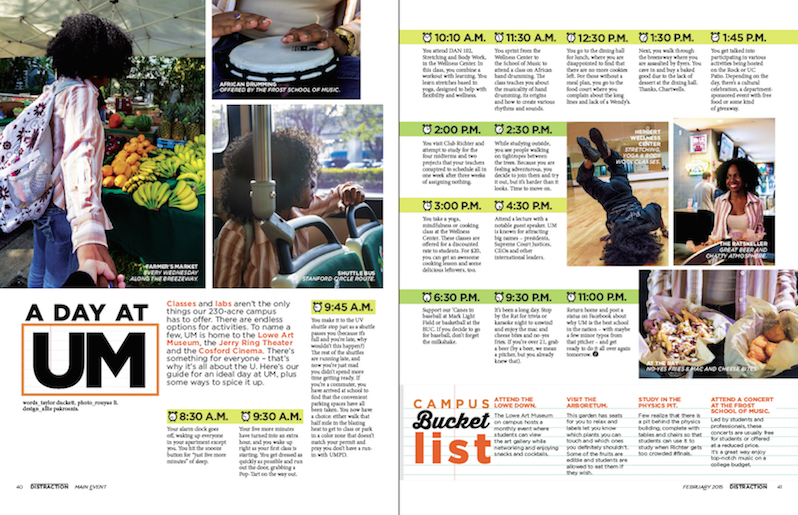 AFRICAN DRUMMING
OFFERED BY THE FROST SCHOOL OF MUSIC.
FARMER'S MARKET
EVERY WEDNESDAY
ALONG THE BREEZEWAY.
SHUTTLE BUS
STANFORD CIRCLE ROUTE.
A DAY AT
UM
words_taylor duckett. photo_rouyan li.
design_allie pakrosnis.
Classes and labs aren't the only
things our 230-acre campus
has to offer. There are endless
options for activities. To name a
few, UM is home to the Lowe Art
Museum, the Jerry Ring Theater
and the Cosford Cinema. There's
something for everyone – that's
why it's all about the U. Here's our
guide for an ideal day at UM, plus
some ways to spice it up.
8:30 A.M.
Your alarm clock goes
off, waking up everyone
in your apartment except
you. You hit the snooze
button for "just five more
minutes" of sleep.
9:30 A.M.
Your five more minutes
have turned into an extra
hour, and you wake up
right as your first class is
starting. You get dressed as
quickly as possible and run
out the door, grabbing a
Pop-Tart on the way out.
9:45 A.M.
You make it to the UV
shuttle stop just as a shuttle
passes you (because it's
full and you're late, why
wouldn't this happen?)
The rest of the shuttles
are running late, and
now you're just mad
you didn't spend more
time getting ready. If
you're a commuter, you
have arrived at school to
find that the convenient
parking spaces have all
been taken. You now have
a choice: either walk that
half mile in the blazing
heat to get to class or park
in a color zone that doesn't
match your permit and
pray you don't have a run-
in with UMPD.
40 DISTRACTION MAIN EVENT
10:10 A.M.
You attend DAN 102,
Stretching and Body Work,
in the Wellness Center. In
this class, you combine a
workout with learning. You
learn stretches based in
yoga, designed to help with
flexibility and wellness.
11:30 A.M.
You sprint from the
Wellness Center to
the School of Music to
attend a class on African
hand drumming. The
class teaches you about
the musicality of hand
drumming, its origins
and how to create various
rhythms and sounds.
12:30 P.M.
You go to the dining hall
for lunch, where you are
disappointed to find that
there are no more cookies
left. For those without a
meal plan, you go to the
food court where you
complain about the long
lines and lack of a Wendy's.
1:30 P.M.
Next, you walk through
the breezeway where you
are assailed by flyers. You
cave in and buy a baked
good due to the lack of
dessert at the dining hall.
Thanks, Chartwells.
1:45 P.M.
You get talked into
participating in various
activities being hosted
on the Rock or UC
Patio. Depending on the
day, there's a cultural
celebration, a department-
sponsored event with free
food or some kind
of giveaway.
2:00 P.M.
You visit Club Richter and
attempt to study for the
four midterms and two
projects that your teachers
conspired to schedule all in
one week after three weeks
of assigning nothing.
2:30 P.M.
While studying outside,
you see people walking
on tightropes between
the trees. Because you are
feeling adventurous, you
decide to join them and try
it out, but it's harder than it
looks. Time to move on.
HERBERT
WELLNESS
CENTER
STRETCHING,
YOGA & BODY
WORK CLASSES.
THE RATSKELLER
GREAT BEER AND
CHATTY ATMOSPHERE.
3:00 P.M.
You take a yoga,
mindfulness or
cooking class at the
Wellness Center.
These classes are
offered for a discounted
rate to students. For $20,
you can get an awesome
cooking lesson and some
delicious leftovers, too.
4:30 P.M.
Attend a lecture with a
notable guest speaker. UM
is known for attracting
big names – presidents,
Supreme Court Justices,
CEOs and other
international leaders.
6:30 P.M.
Support our 'Canes in
baseball at Mark Light
Field or basketball at the
BUC. If you decide to go
for baseball, don't forget
the milkshake.
9:30 P.M.
It's been a long day. Stop
by the Rat for trivia or
karaoke night to unwind
and enjoy the mac and
cheese bites and no-yes
fries. If you're over 21, grab
a beer (by a beer, we mean
a pitcher, but you already
knew that).
11:00 P.M.
Return home and post a
status on Facebook about
why UM is the best school
in the nation – with maybe
a few minor typos from
that pitcher – and get
ready to do it all over again
tomorrow.
AT THE RAT
NO-YES FRIES & MAC AND CHEESE BITES
CAMPUS
Bucket
list
ATTEND THE
LOWE DOWN.
The Lowe Art Museum
on campus hosts a
monthly event where
students can view
the art gallery while
networking and enjoying
snacks and cocktails.
VISIT THE
ARBORETUM.
This garden has seats
for you to relax and
labels let you know
which plants you can
touch and which ones
you definitely shouldn't.
Some of the fruits are
edible and students are
allowed to eat them if
they wish.
STUDY IN THE
PHYSICS PIT.
Few realize that there is
a pit behind the physics
building, complete with
tables and chairs so that
students can use it to
study when Richter gets
too crowded #finals.
ATTEND A CONCERT
AT THE FROST
SCHOOL OF MUSIC.
Led by students and
professionals, these
concerts are usually free
for students or offered
at a reduced price.
It's a great way enjoy
top-notch music on a
college budget.
FEBRUARY 2015 DISTRACTION 41